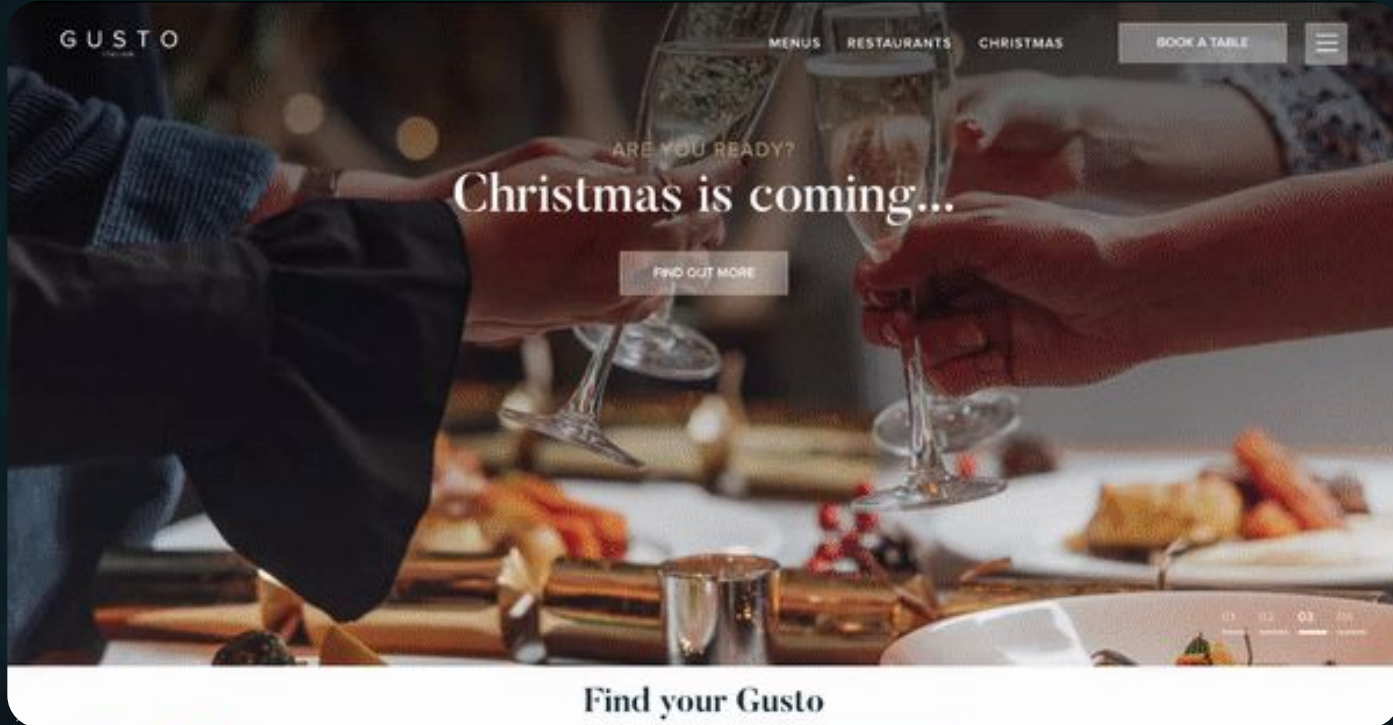 GUSTO
ITALIAN
MENUS RESTAURANTS CHRISTMAS BOOK A TABLE
ARE YOU READY?
Christmas is coming...
FIND OUT MORE
01 02 03 04
Find your Gusto